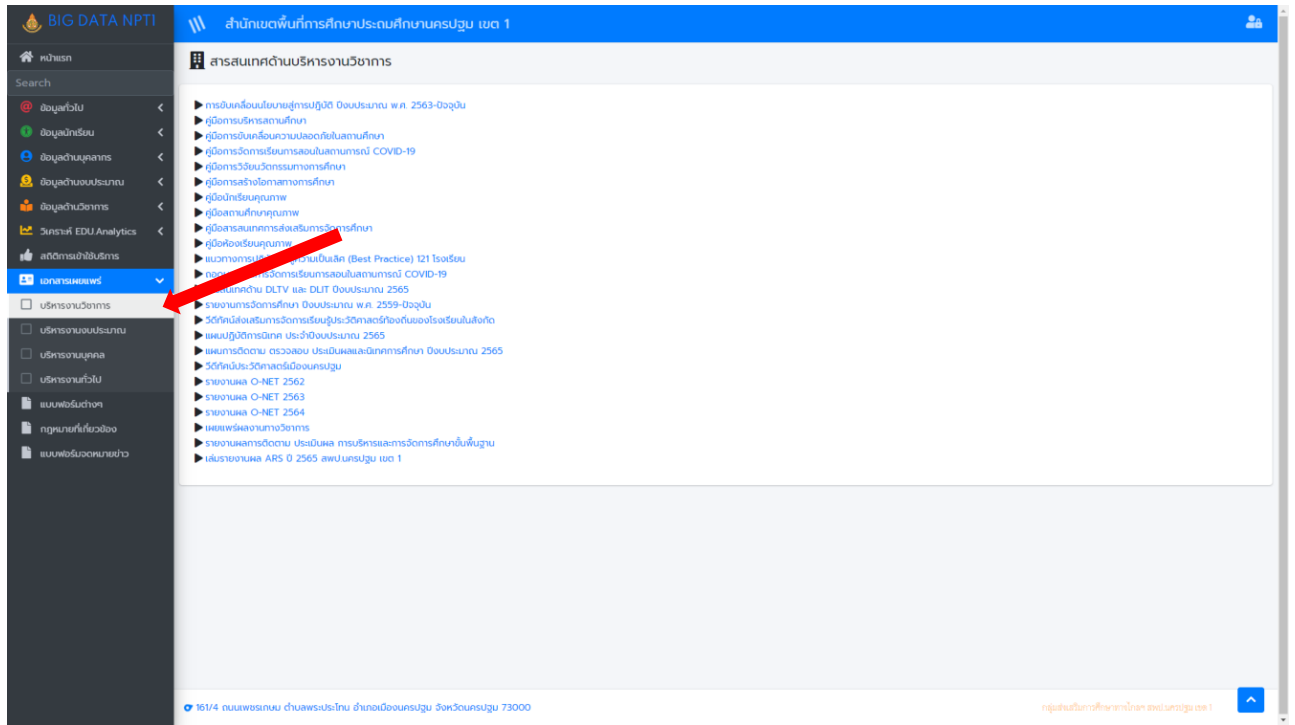 BIG DATA NPT1
สำนักเขตพื้นที่การศึกษาประถมศึกษานครปฐม เขต 1
หน้าแรก
Search
ข้อมูลทั่วไป
ข้อมูลนักเรียน
ข้อมูลด้านบุคลากร
ข้อมูลด้านงบประมาณ
ข้อมูลด้านวิชาการ
วิเคราะห์ EDU.Analytics
สถิติการเข้าใช้บริการ
เอกสารเผยแพร่
บริหารงานวิชาการ
บริหารงานงบประมาณ
บริหารงานบุคคล
บริหารงานทั่วไป
แบบฟอร์มต่างๆ
กฎหมายที่เกี่ยวข้อง
แบบฟอร์มจดหมายข่าว
สารสนเทศด้านบริหารงานวิชาการ
การขับเคลื่อนนโยบายสู่การปฏิบัติ ปีงบประมาณ พ.ศ. 2563-ปัจจุบัน
คู่มือการบริหารสถานศึกษา
คู่มือการขับเคลื่อนความปลอดภัยในสถานศึกษา
คู่มือการจัดการเรียนการสอนในสถานการณ์ COVID-19
คู่มือการวิจัยนวัตกรรมทางการศึกษา
คู่มือการสร้างโอกาสทางการศึกษา
คู่มือนักเรียนคุณภาพ
คู่มือสถานศึกษาคุณภาพ
คู่มือสารสนเทศการส่งเสริมการจัดการศึกษา
คู่มือห้องเรียนคุณภาพ
แนวทางการ ความเป็นเลิศ (Best Practice) 121 โรงเรียน
การจัดการเรียนการสอนในสถานการณ์ COVID-19
ด้าน DLTV และ DLIT ปีงบประมาณ 2565
รายงานการจัดการศึกษา ปีงบประมาณ พ.ศ. 2559-ปัจจุบัน
วีดีทัศน์ส่งเสริมการจัดการเรียนรู้ประวัติศาสตร์ท้องถิ่นของโรงเรียนในสังกัด
แผนปฏิบัติการนิเทศ ประจำปีงบประมาณ 2565
แผนการติดตาม ตรวจสอบ ประเมินผลและนิเทศการศึกษา ปีงบประมาณ 2565
วีดีทัศน์ประวัติศาสตร์เมืองนครปฐม
รายงานผล O-NET 2562
รายงานผล O-NET 2563
รายงานผล O-NET 2564
เผยแพร่ผลงานทางวิชาการ
รายงานผลการติดตาม ประเมินผล การบริหารและการจัดการศึกษาขั้นพื้นฐาน
เล่มรายงานผล ARS ปี 2565 สพป.นครปฐม เขต 1
161/4 ถนนเพชรเกษม ตำบลพระประโทน อำเภอเมืองนครปฐม จังหวัดนครปฐม 73000
กลุ่มส่งเสริมการศึกษาทางไกลฯ สพป.นครปฐม เขต 1